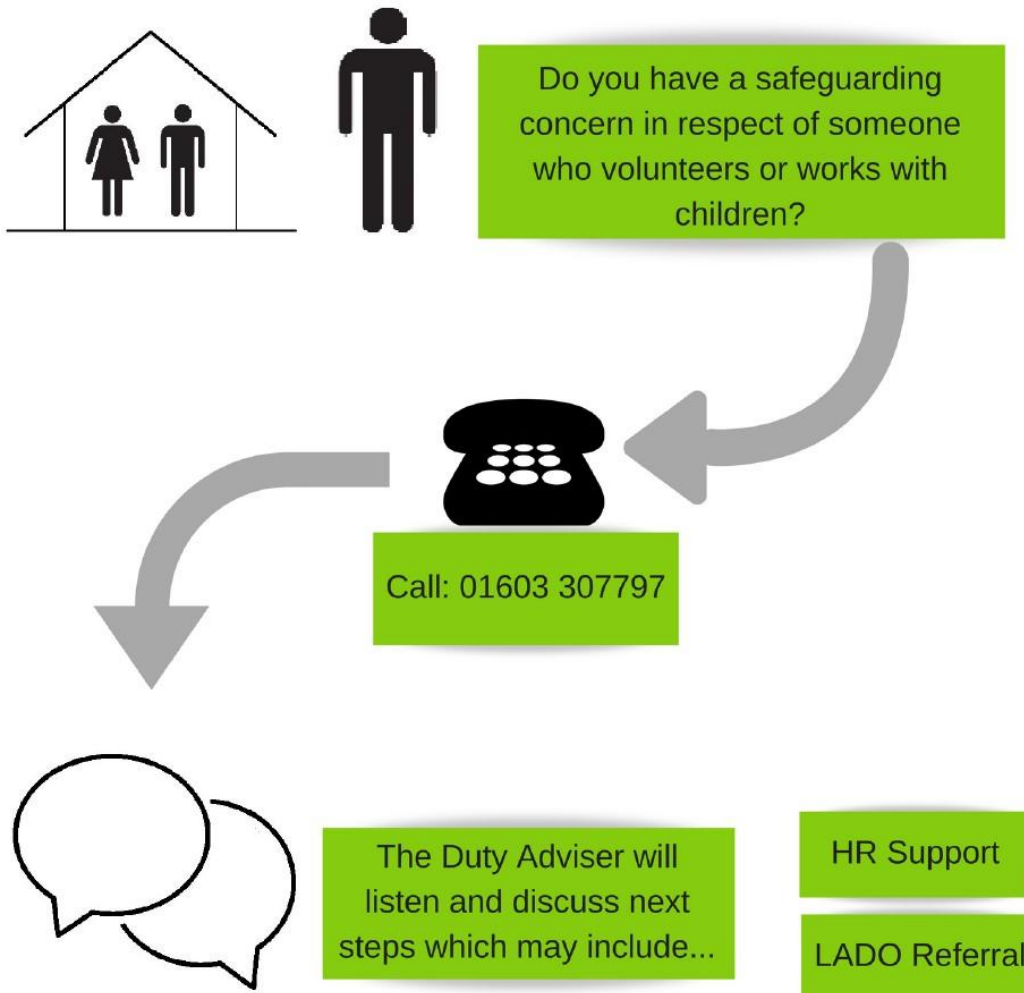 Do you have a safeguarding
concern in respect of someone
who volunteers or works with
children?
Call: 01603 307797
The Duty Adviser will
listen and discuss next
steps which may include...
HR Support
LADO Referral